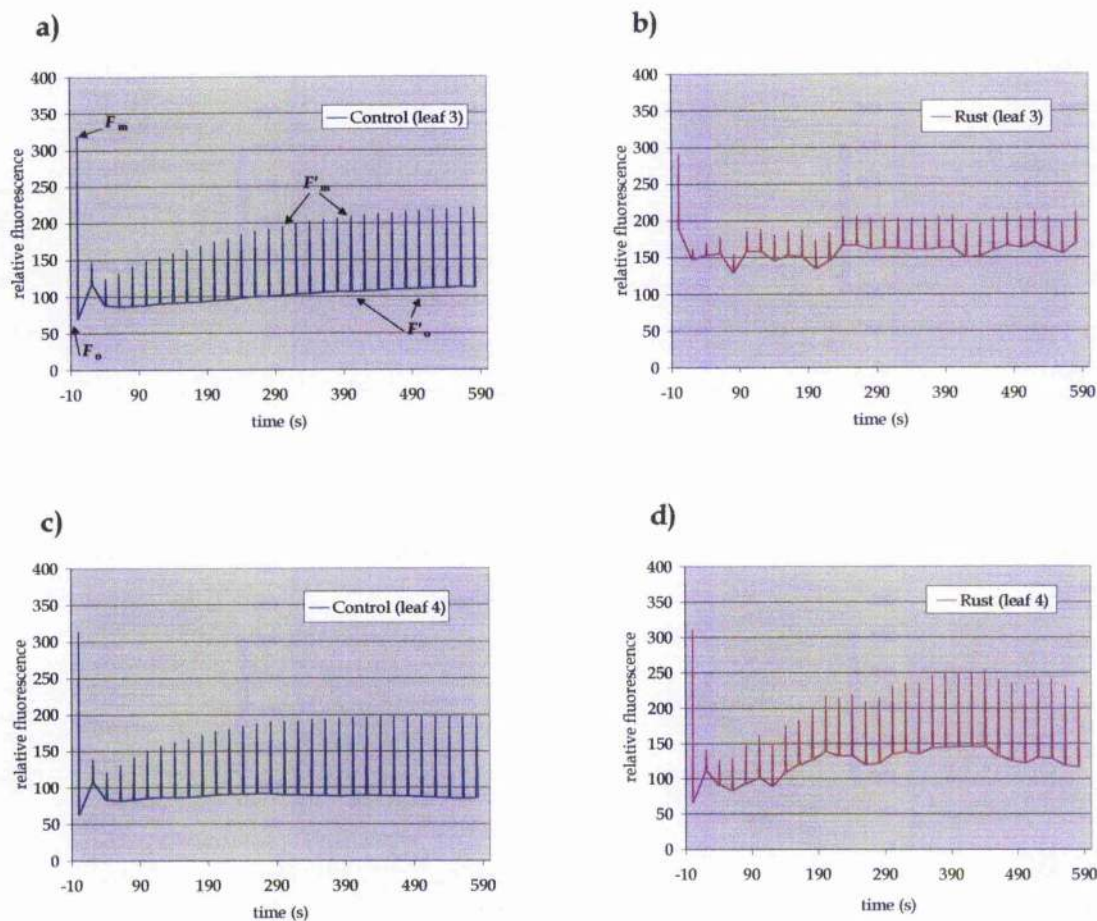 a)
400
350
300
250
200
150
100
50
0
relative fluorescence
-10 90 190 290 390 490 590
time (s)
Control (leaf 3)
Fm
F'm
F'o
Fo
b)
400
350
300
250
200
150
100
50
0
relative fluorescence
-10 90 190 290 390 490 590
time (s)
Rust (leaf 3)
c)
400
350
300
250
200
150
100
50
0
relative fluorescence
-10 90 190 290 390 490 590
time (s)
Control (leaf 4)
d)
400
350
300
250
200
150
100
50
0
relative fluorescence
-10 90 190 290 390 490 590
time (s)
Rust (leaf 4)